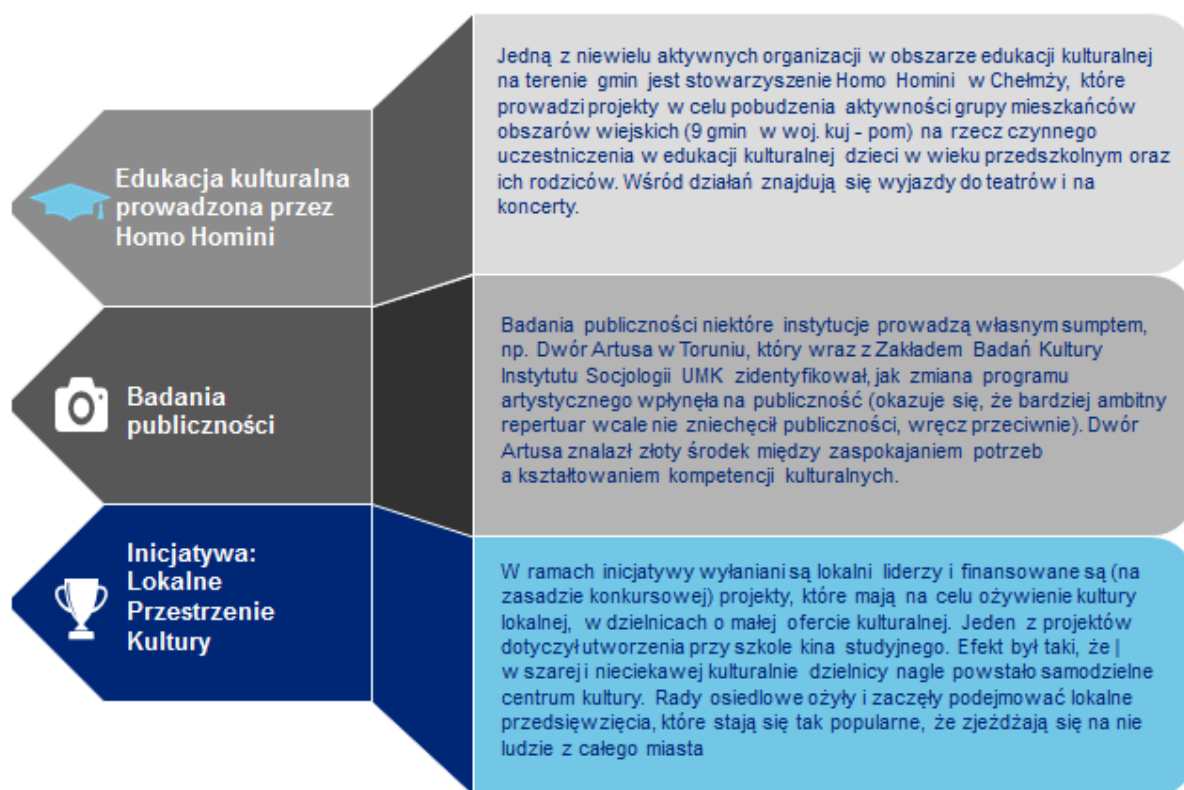 Edukacja kulturalna
prowadzona przez
Homo Homini
Jedną z niewielu aktywnych organizacji w obszarze edukacji kulturalnej
na terenie gmin jest stowarzyszenie Homo Homini w Chełmży, które
prowadzi projekty w celu pobudzenia aktywności grupy mieszkańców
obszarów wiejskich (9 gmin w woj. kuj - pom) na rzecz czynnego
uczestniczenia w edukacji kulturalnej dzieci w wieku przedszkolnym oraz
ich rodziców. Wśród działań znajdują się wyjazdy do teatrów i na
koncerty.
Badania
publiczności
Badania publiczności niektóre instytucje prowadzą własnym sumptem,
np. Dwór Artusa w Toruniu, który wraz z Zakładem Badań Kultury
Instytutu Socjologii UMK zidentyfikował, jak zmiana programu
artystycznego wpłynęła na publiczność (okazuje się, że bardziej ambitny
repertuar wcale nie zniechęcił publiczności, wręcz przeciwnie). Dwór
Artusa znalazł złoty środek między zaspokajaniem potrzeb
a kształtowaniem kompetencji kulturalnych.
Inicjatywa:
Lokalne
Przestrzenie
Kultury
W ramach inicjatywy wyłaniani są lokalni liderzy i finansowane są (na
zasadzie konkursowej) projekty, które mają na celu ożywienie kultury
lokalnej, w dzielnicach o małej ofercie kulturalnej. Jeden z projektów
dotyczył utworzenia przy szkole kina studyjnego. Efekt był taki, że |
w szarej i nieciekawej kulturalnie dzielnicy nagle powstało samodzielne
centrum kultury. Rady osiedlowe ożyły i zaczęły podejmować lokalne
przedsięwzięcia, które stają się tak popularne, że zjeżdżają się na nie
ludzie z całego miasta